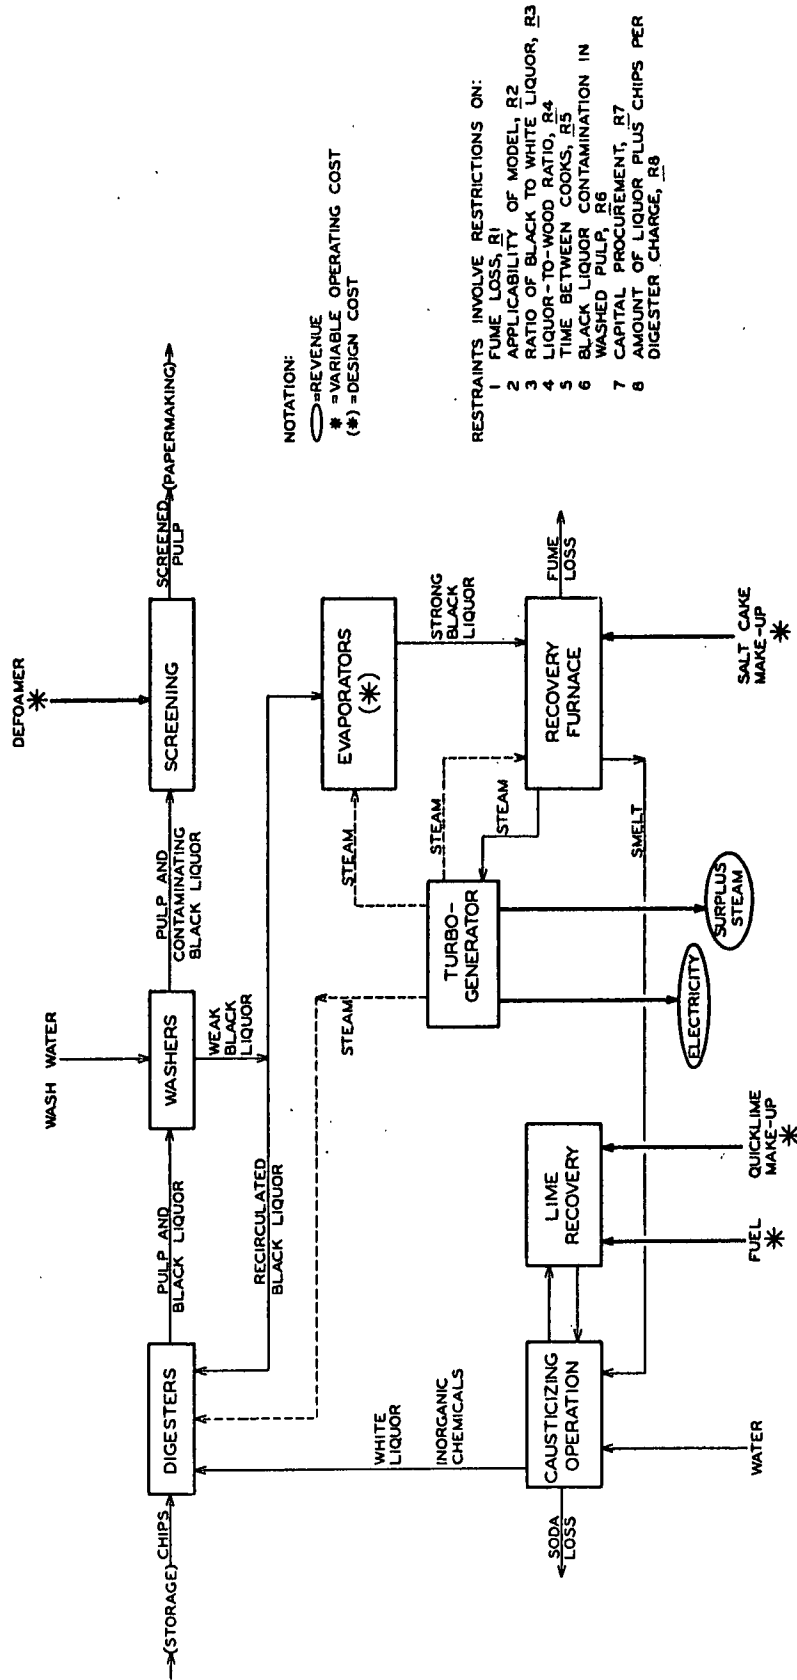 DEFOAMER
*
WASH WATER
(STORAGE)
CHIPS
DIGESTERS
PULP AND
BLACK LIQUOR
WASHERS
PULP AND
CONTAMINATING
BLACK LIQUOR
SCREENING
SCREENED
PULP
(PAPERMAKING)
WEAK
BLACK
LIQUOR
RECIRCULATED
BLACK LIQUOR
EVAPORATORS
(*)
STEAM
STEAM
STRONG
BLACK
LIQUOR
WHITE
LIQUOR
INORGANIC
CHEMICALS
TURBO-
GENERATOR
STEAM
STEAM
SODA
LOSS
CAUSTICIZING
OPERATION
LIME
RECOVERY
RECOVERY
FURNACE
FUME
LOSS
SMELT
WATER
FUEL
*
QUICKLIME
MAKE-UP
*
ELECTRICITY
SURPLUS
STEAM
SALT CAKE
MAKE-UP
*
NOTATION:
=REVENUE
* =VARIABLE OPERATING COST
(*) =DESIGN COST
RESTRAINTS INVOLVE RESTRICTIONS ON:
1 FUME LOSS, R1
2 APPLICABILITY OF MODEL, R2
3 RATIO OF BLACK TO WHITE LIQUOR, R3
4 LIQUOR-TO-WOOD RATIO, R4
5 TIME BETWEEN COOKS, R5
6 BLACK LIQUOR CONTAMINATION IN
WASHED PULP, R6
7 CAPITAL PROCUREMENT, R7
8 AMOUNT OF LIQUOR PLUS CHIPS PER
DIGESTER CHARGE, R8